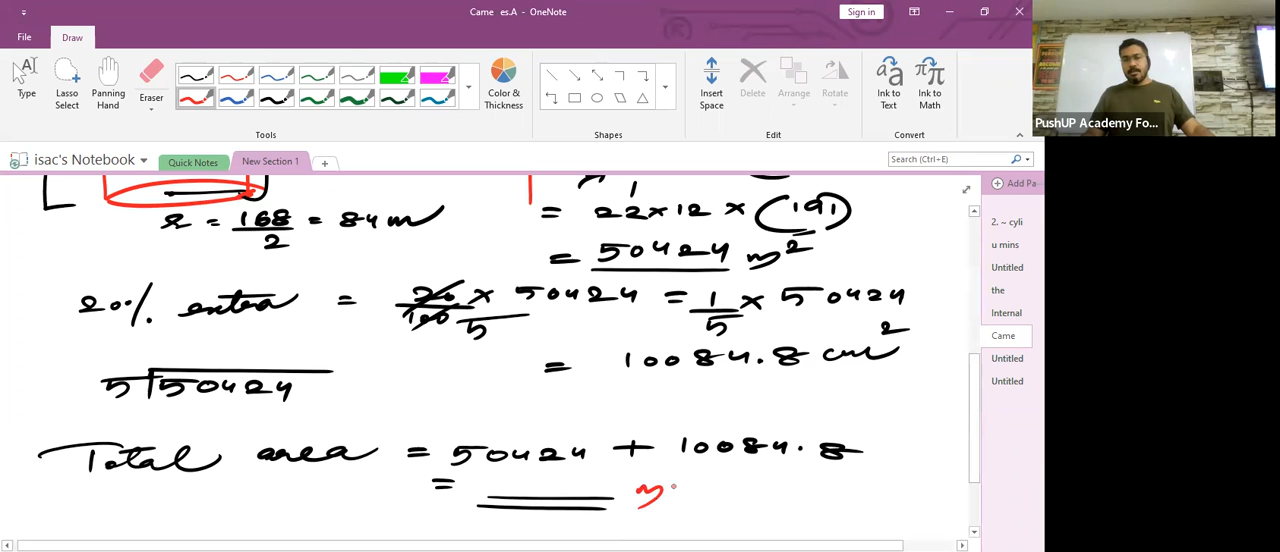 Came es.A - OneNote
Sign in
File
Draw
Type
Lasso Select
Panning Hand
Eraser
Color & Thickness
Insert Space
Delete
Arrange
Rotate
Ink to Text
Ink to Math
Tools
Shapes
Edit
Convert
PushUP Academy Fo...
isac's Notebook
Quick Notes
New Section 1
Search (Ctrl+E)
Add Pa
2. ~ cyli
u mins
Untitled
the
Internal
Came
Untitled
Untitled
r = 168/2 = 84 m
= 22 × 12 × (191)
= 50424 m²
20% extra = 20/100 × 50424 = 1/5 × 50424
5
= 10084.8 cm²
5 50424
Total area = 50424 + 10084.8
= m